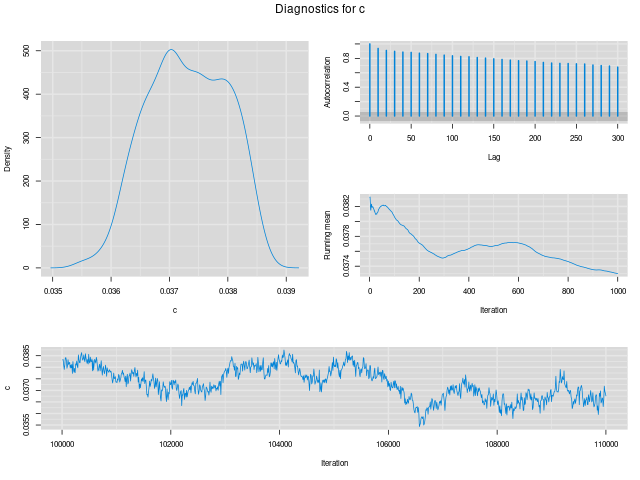 Diagnostics for c
Density
0 100 200 300 400 500
0.035 0.036 0.037 0.038 0.039
c
Autocorrelation
0.0 0.4 0.8
0 50 100 150 200 250 300
Lag
Running mean
0.0374 0.0378 0.0382
0 200 400 600 800 1000
Iteration
c
0.0355 0.0370 0.0385
100000 102000 104000 106000 108000 110000
Iteration